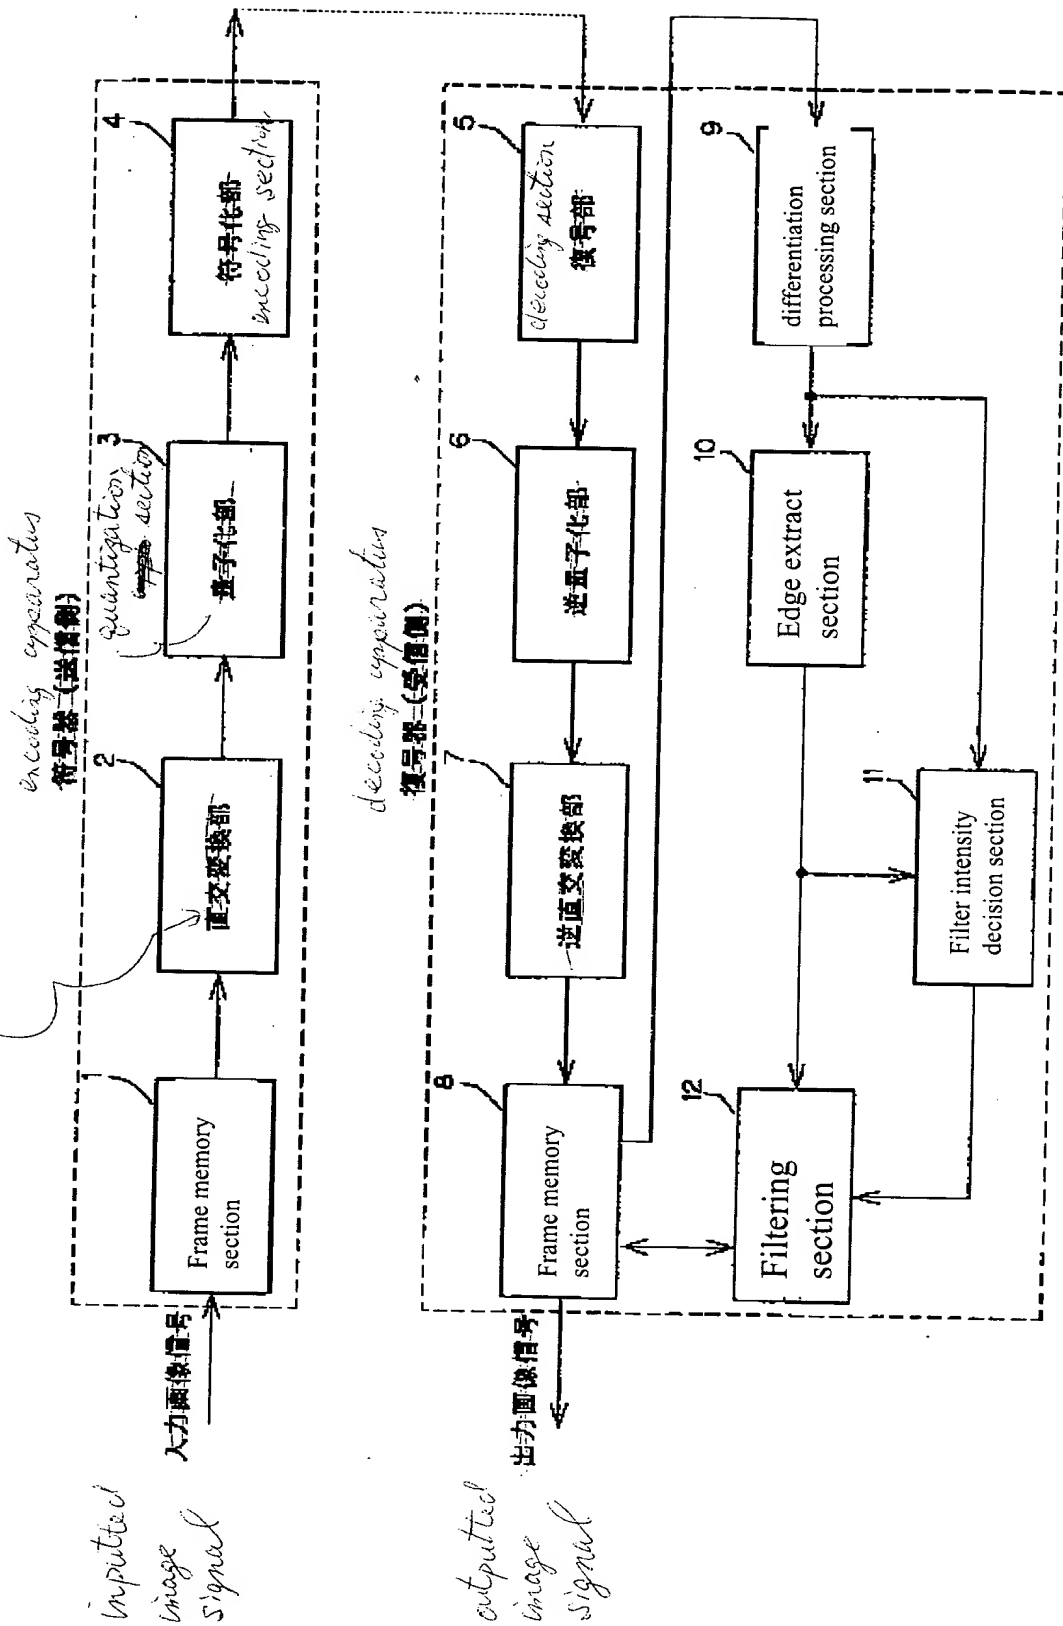 encoding apparatus
符号器(送信側)
inputted
image
signal
入力画像信号
1
Frame memory
section
2
直交変換部
3
quantization
section
量子化部
4
符号化部
encoding section
decoding apparatus
復号器(受信側)
5
decoding section
復号部
6
逆量子化部
7
逆直交変換部
8
Frame memory
section
outputted
image
signal
出力画像信号
9
differentiation
processing section
10
Edge extract
section
11
Filter intensity
decision section
12
Filtering
section